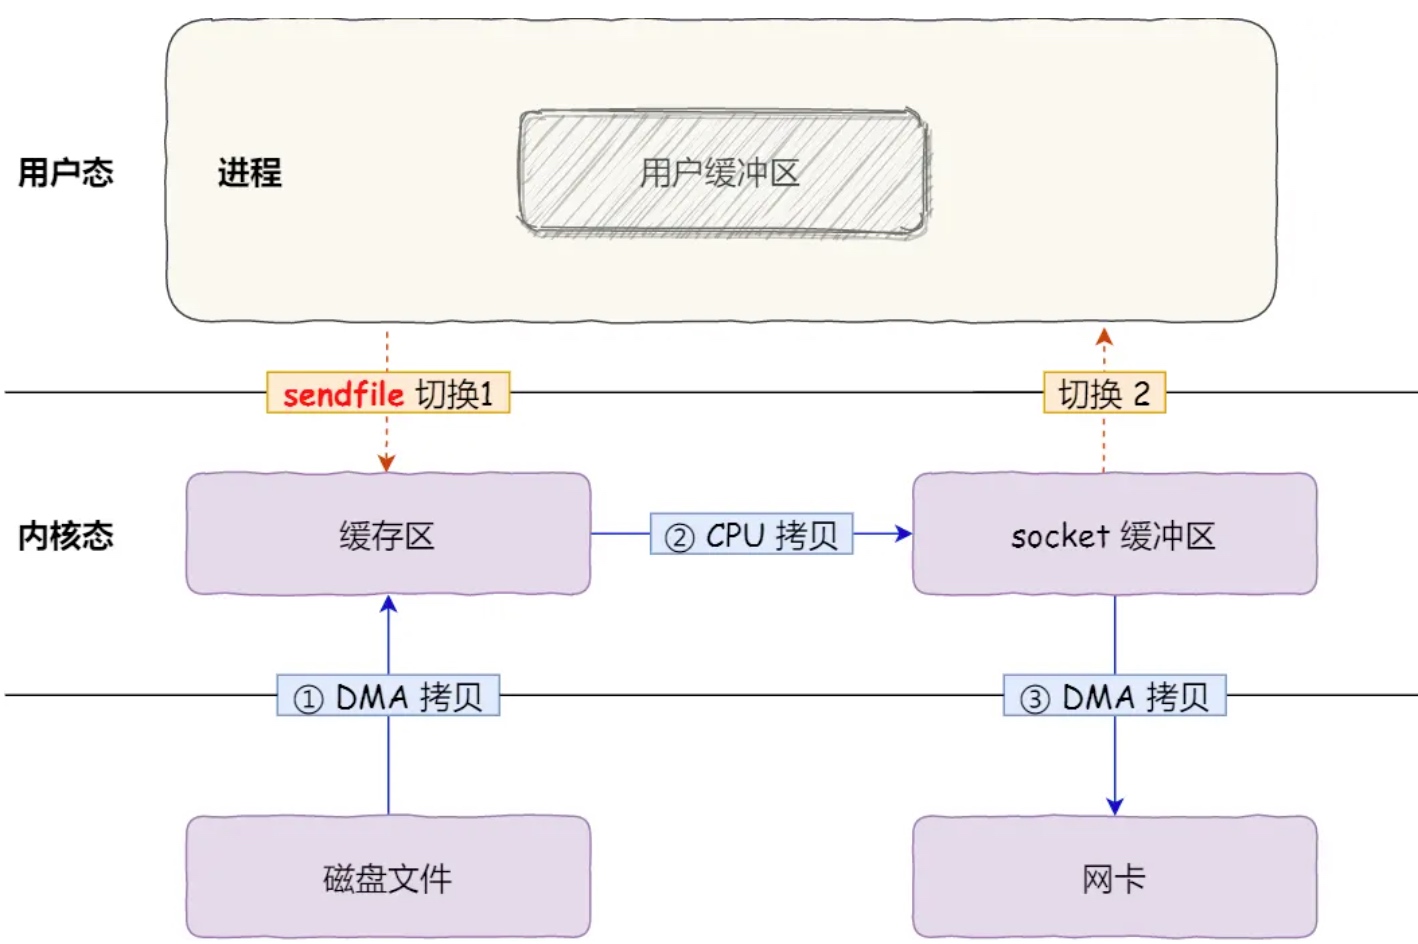 用户态
进程
用户缓冲区
sendfile 切换1
切换 2
内核态
缓存区
② CPU 拷贝
socket 缓冲区
① DMA 拷贝
③ DMA 拷贝
磁盘文件
网卡